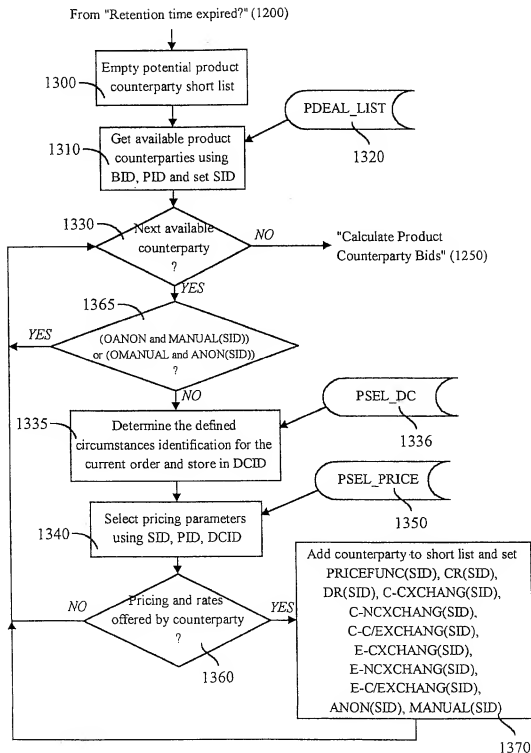 From "Retention time expired?" (1200)
Empty potential product
counterparty short list
1300
PDEAL_LIST
1320
Get available product
counterparties using
BID, PID and set SID
1310
1330
Next available
counterparty
?
NO
"Calculate Product
Counterparty Bids" (1250)
YES
1365
YES
(OANON and MANUAL(SID))
or (OMANUAL and ANON(SID))
?
NO
PSEL_DC
1336
1335
Determine the defined
circumstances identification for the
current order and store in DCID
PSEL_PRICE
1350
Select pricing parameters
using SID, PID, DCID
1340
NO
Pricing and rates
offered by counterparty
?
YES
1360
Add counterparty to short list and set
PRICEFUNC(SID), CR(SID),
DR(SID), C-CXCHANG(SID),
C-NCXCHANG(SID),
C-C/EXCHANG(SID),
E-CXCHANG(SID),
E-NCXCHANG(SID),
E-C/EXCHANG(SID),
ANON(SID), MANUAL(SID)
1370